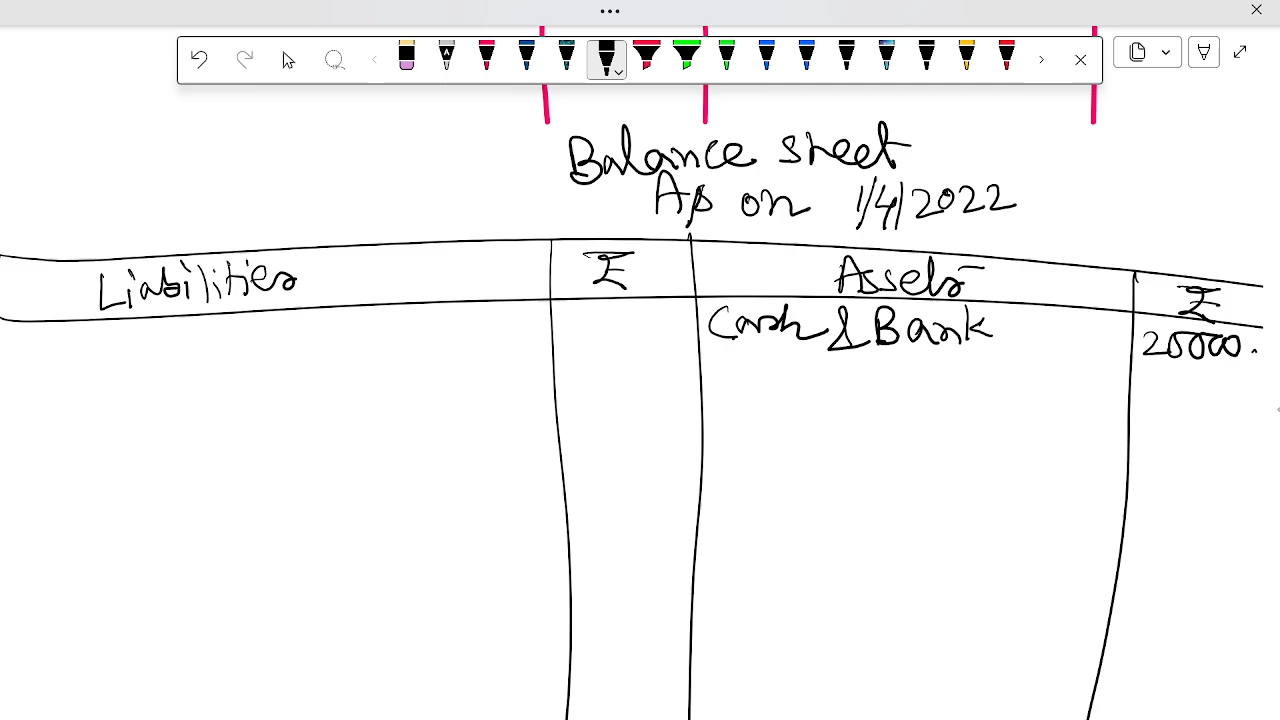 Balance sheet
As on 1/4/2022
Liabilities ₹ Assets ₹
Cash & Bank 20000.